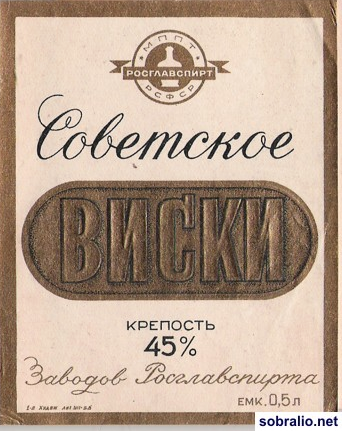 МППТ
РОСГЛАВСПИРТ
РСФСР
Советское
ВИСКИ
КРЕПОСТЬ
45%
Заводов Росглавспирта
ЕМК. 0,5 л
sobralio.net